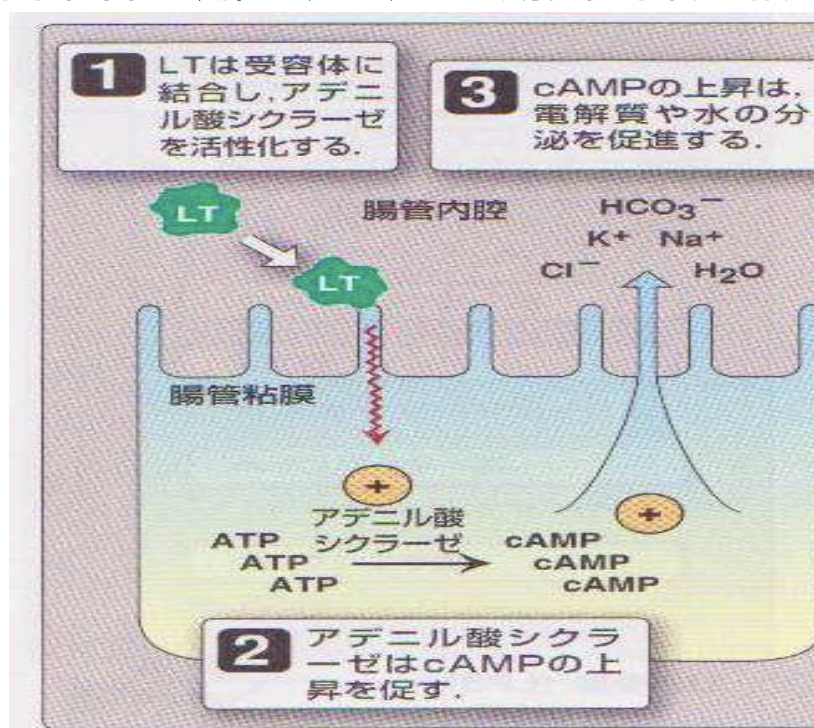 1
LTは受容体に
結合し,アデニ
ル酸シクラーゼ
を活性化する.
3
cAMPの上昇は,
電解質や水の分
泌を促進する.
LT
腸管内腔
HCO₃⁻
K⁺ Na⁺
Cl⁻ H₂O
LT
腸管粘膜
+
アデニル酸
シクラーゼ
ATP
ATP
ATP
+
cAMP
cAMP
cAMP
2
アデニル酸シクラ
ーゼはcAMPの上
昇を促す.